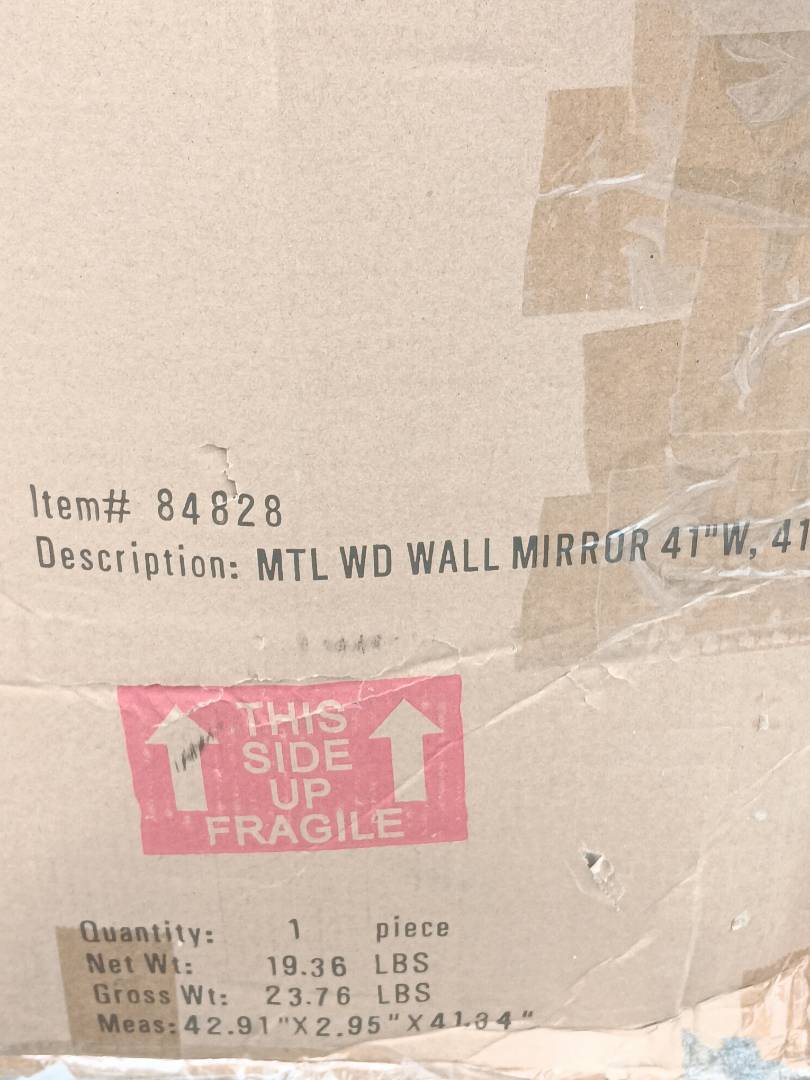 Item# 84828
Description: MTL WD WALL MIRROR 41"W, 41
THIS
SIDE
UP
FRAGILE
Quantity: 1 piece
Net Wt: 19.36 LBS
Gross Wt: 23.76 LBS
Meas: 42.91"X2.95"X41.34"